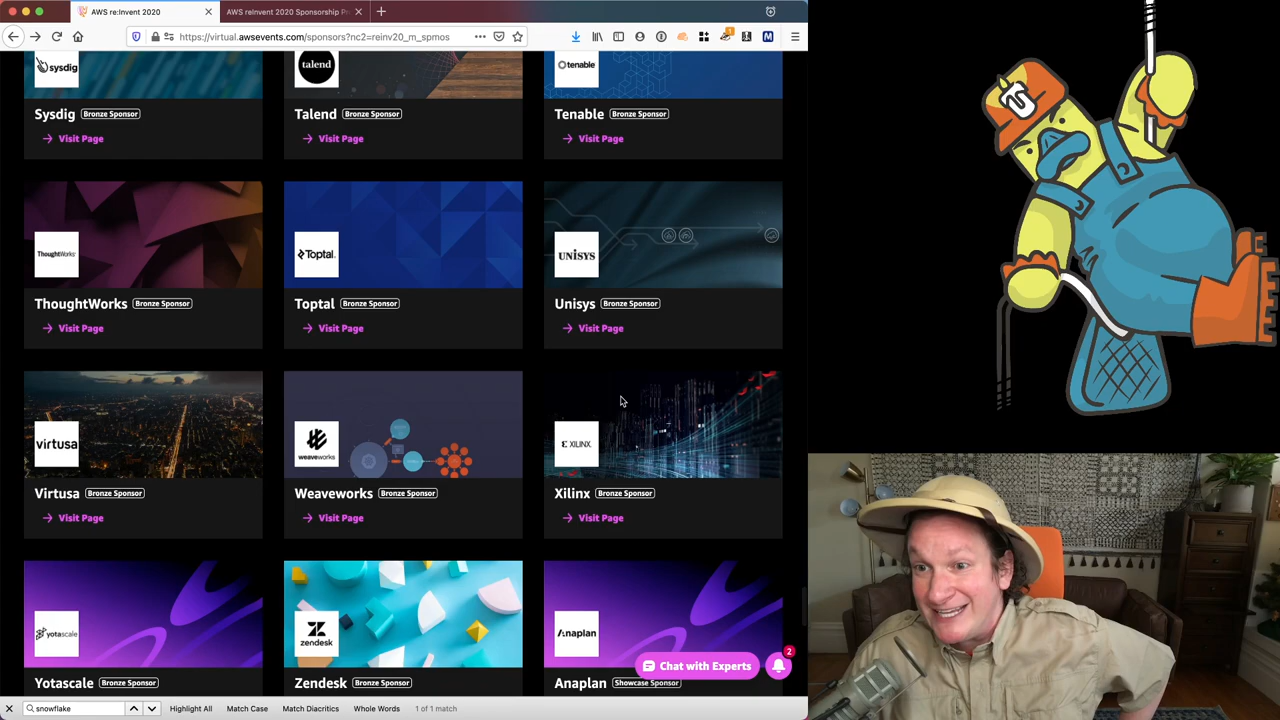 AWS re:Invent 2020
AWS reInvent 2020 Sponsorship Pr
https://virtual.awsevents.com/sponsors?nc2=reinv20_m_spmos
sysdig
talend
tenable
Sysdig Bronze Sponsor
Talend Bronze Sponsor
Tenable Bronze Sponsor
Visit Page
Visit Page
Visit Page
ThoughtWorks
Toptal
UNISYS
ThoughtWorks Bronze Sponsor
Toptal Bronze Sponsor
Unisys Bronze Sponsor
Visit Page
Visit Page
Visit Page
virtusa
weaveworks
XILINX
Virtusa Bronze Sponsor
Weaveworks Bronze Sponsor
Xilinx Bronze Sponsor
Visit Page
Visit Page
Visit Page
yotascale
zendesk
Anaplan
2
Chat with Experts
Yotascale Bronze Sponsor
Zendesk Bronze Sponsor
Anaplan Showcase Sponsor
snowflake
Highlight All
Match Case
Match Diacritics
Whole Words
1 of 1 match